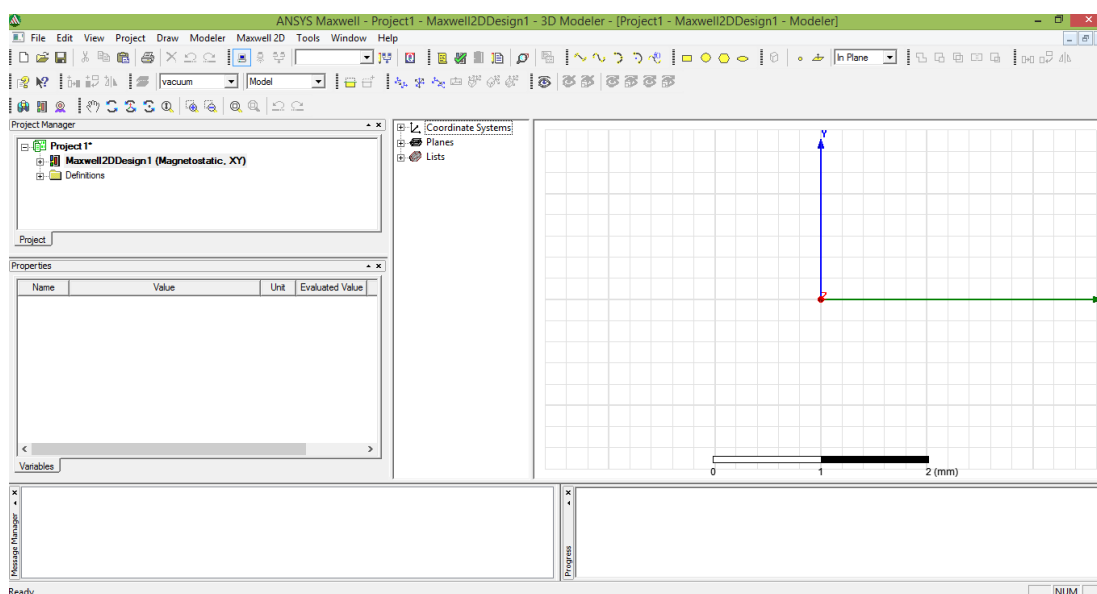 ANSYS Maxwell - Project1 - Maxwell2DDesign1 - 3D Modeler - [Project1 - Maxwell2DDesign1 - Modeler]
File Edit View Project Draw Modeler Maxwell 2D Tools Window Help
In Plane
vacuum Model
Project Manager
Project1*
Maxwell2DDesign1 (Magnetostatic, XY)
Definitions
Project
Coordinate Systems
Planes
Lists
Properties
Name Value Unit Evaluated Value
Variables
Y
Z
0 1 2 (mm)
Message Manager
Progress
Ready
NUM